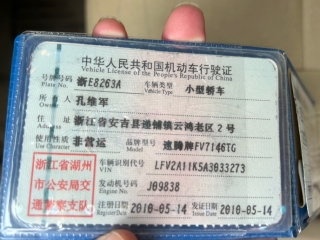 中华人民共和国机动车行驶证
Vehicle License of the People's Republic of China
号牌号码 浙E8263A 车辆类型 小型轿车
Plate No. Vehicle Type
所有人 孔维军
Owner
住址 浙江省安吉县递铺镇云鸿老区2号
Address
使用性质 非营运 品牌型号 速腾牌FV7146TG
Use Character Model
浙江省湖州
市公安局交
通警察支队
车辆识别代号 LFV2A11K5A3033273
VIN
发动机号码 J09838
Engine No.
注册日期 2010-05-14 发证日期 2010-05-14
Register Date Issue Date